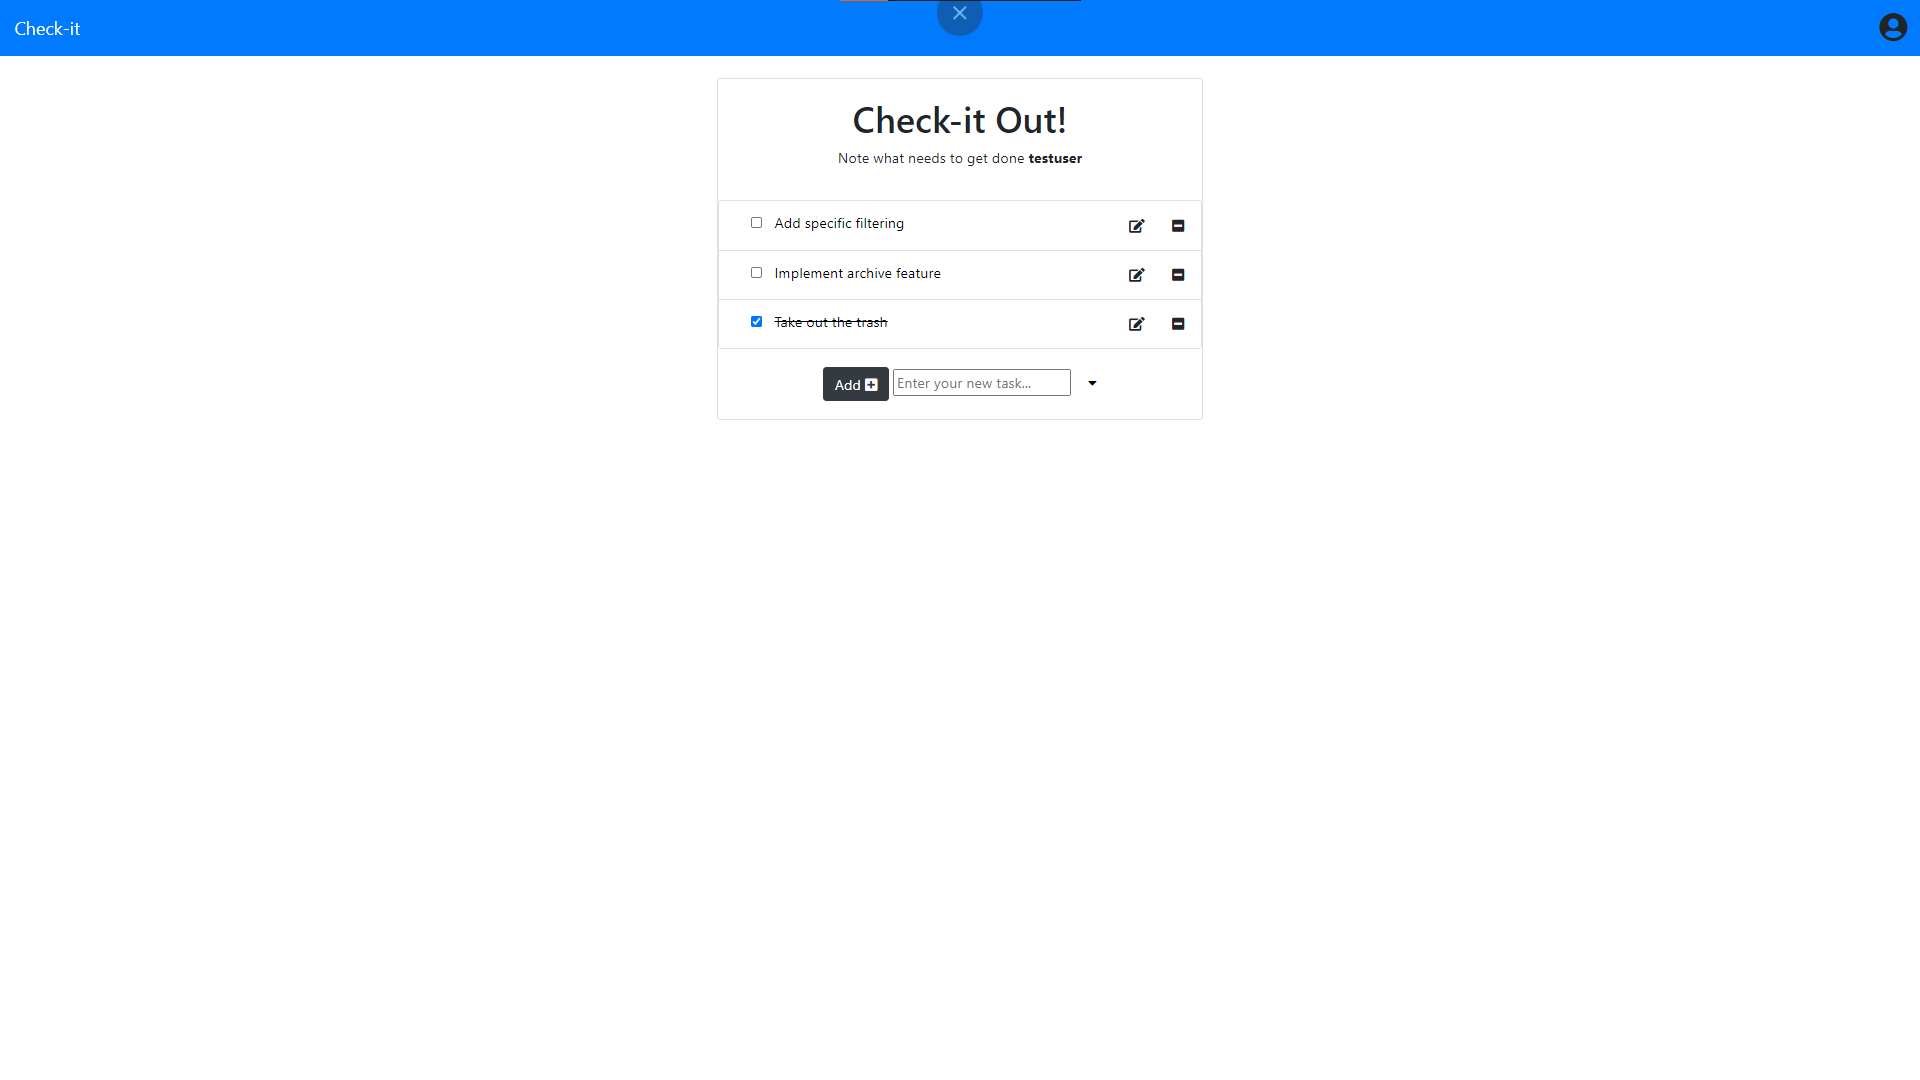 Check-it
Check-it Out!
Note what needs to get done testuser
Add specific filtering
Implement archive feature
Take out the trash
Add
Enter your new task...